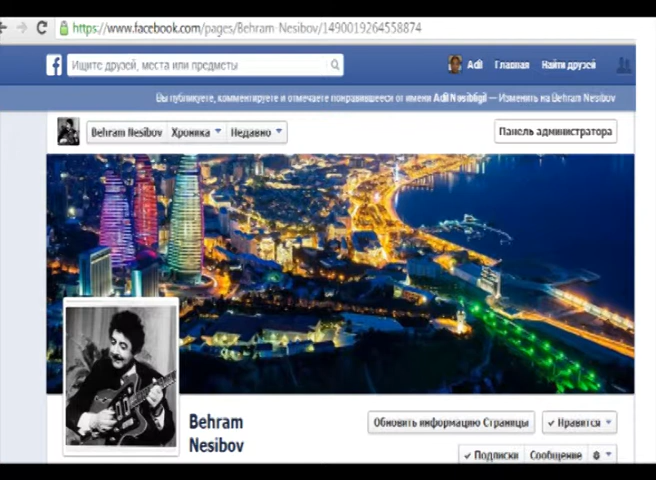 https://www.facebook.com/pages/Behram-Nesibov/1490019264558874
f Ищите друзей, места или предметы Adil Главная Найти друзей
Вы публикуете, комментируете и отмечаете понравившееся от имени Adil Nesibligil — Изменить на Behram Nesibov
Behram Nesibov Хроника Недавно Панель администратора
Behram
Nesibov
Обновить информацию Страницы ✓ Нравится
✓ Подписки Сообщение